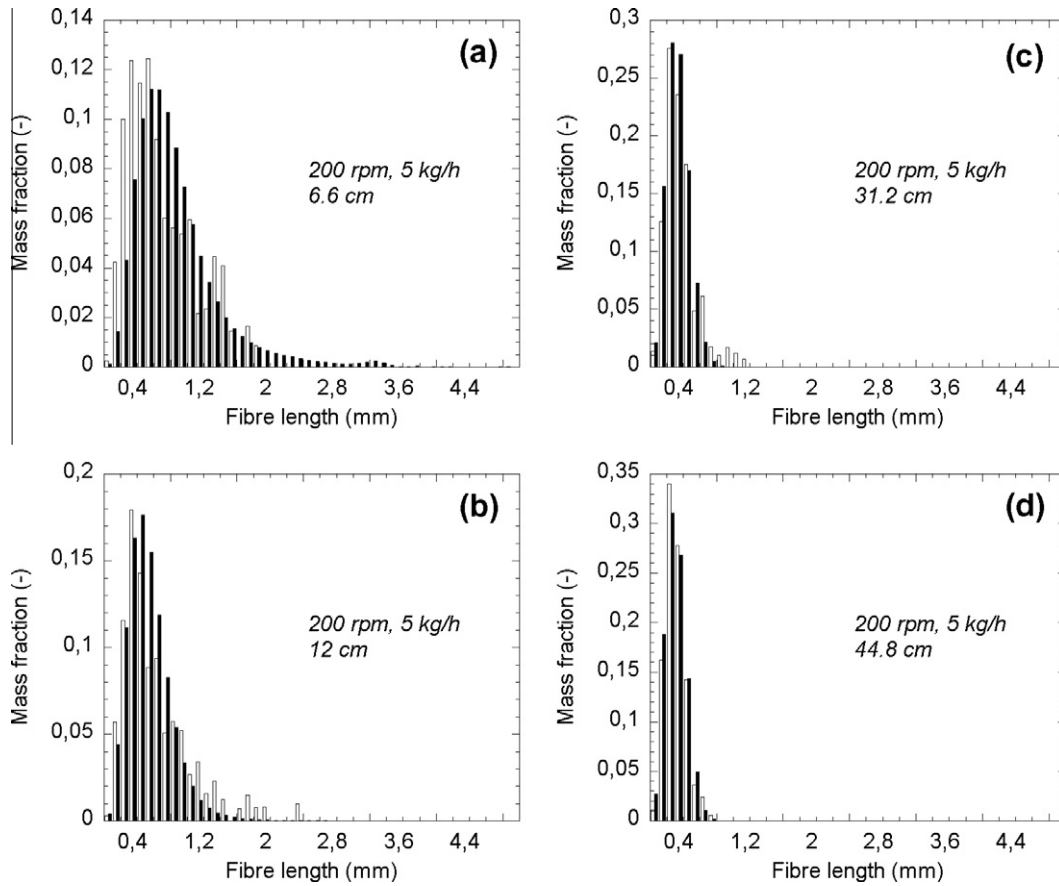 (a)
Mass fraction (-)
0,14
0,12
0,1
0,08
0,06
0,04
0,02
0
200 rpm, 5 kg/h
6.6 cm
0,4 1,2 2 2,8 3,6 4,4
Fibre length (mm)
(c)
Mass fraction (-)
0,3
0,25
0,2
0,15
0,1
0,05
0
200 rpm, 5 kg/h
31.2 cm
0,4 1,2 2 2,8 3,6 4,4
Fibre length (mm)
(b)
Mass fraction (-)
0,2
0,15
0,1
0,05
0
200 rpm, 5 kg/h
12 cm
0,4 1,2 2 2,8 3,6 4,4
Fibre length (mm)
(d)
Mass fraction (-)
0,35
0,3
0,25
0,2
0,15
0,1
0,05
0
200 rpm, 5 kg/h
44.8 cm
0,4 1,2 2 2,8 3,6 4,4
Fibre length (mm)